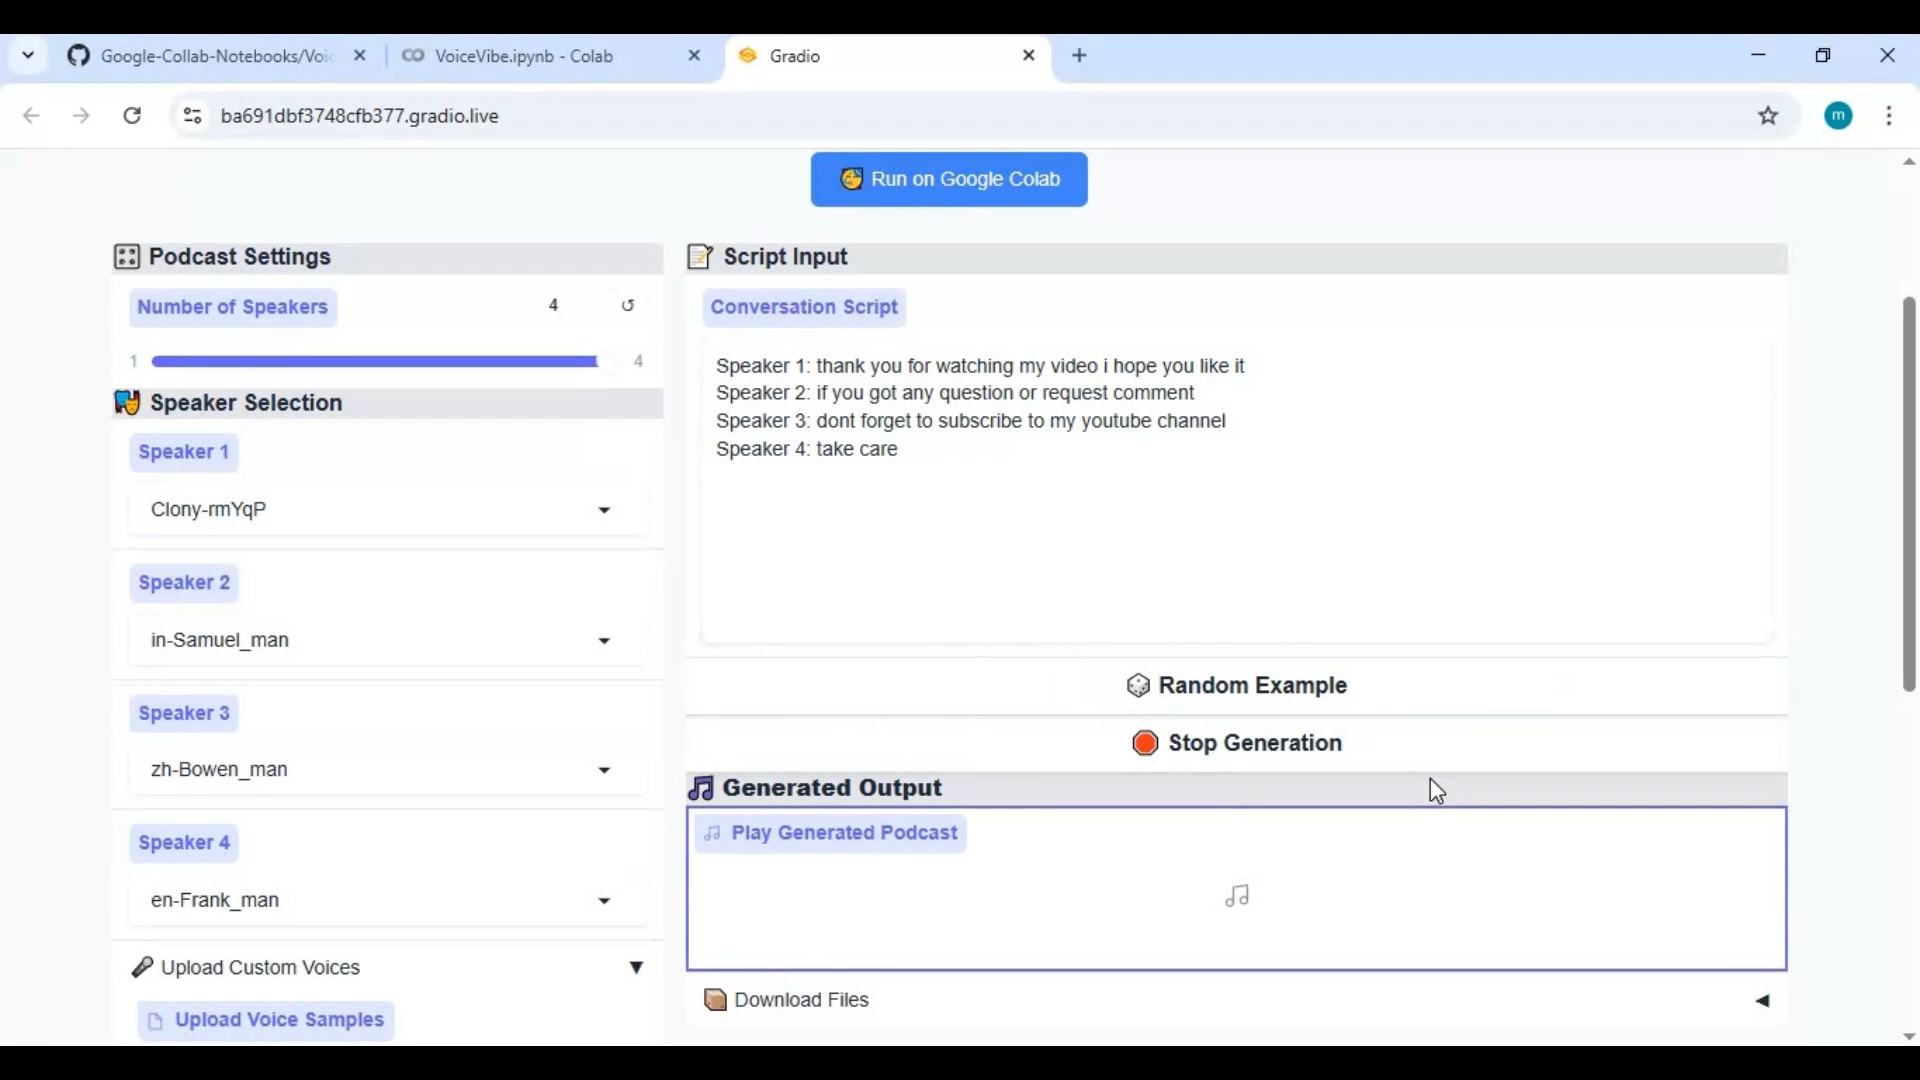 Google-Collab-Notebooks/Voic
VoiceVibe.ipynb - Colab
Gradio
ba691dbf3748cfb377.gradio.live
m
Run on Google Colab
Podcast Settings
Number of Speakers
4
1
4
Speaker Selection
Speaker 1
Clony-rmYqP
Speaker 2
in-Samuel_man
Speaker 3
zh-Bowen_man
Speaker 4
en-Frank_man
Upload Custom Voices
Upload Voice Samples
Script Input
Conversation Script
Speaker 1: thank you for watching my video i hope you like it
Speaker 2: if you got any question or request comment
Speaker 3: dont forget to subscribe to my youtube channel
Speaker 4: take care
Random Example
Stop Generation
Generated Output
Play Generated Podcast
Download Files